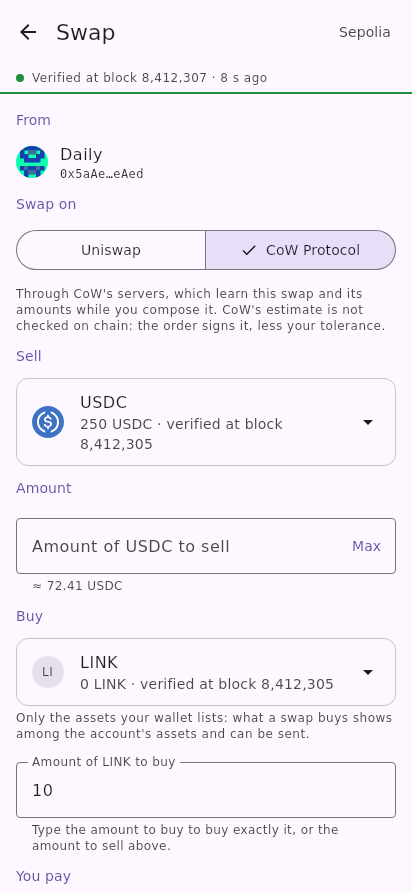 Swap
Sepolia
Verified at block 8,412,307 · 8 s ago
From
Daily
0x5aAe…eAed
Swap on
Uniswap
CoW Protocol
Through CoW's servers, which learn this swap and its
amounts while you compose it. CoW's estimate is not
checked on chain: the order signs it, less your tolerance.
Sell
USDC
250 USDC · verified at block
8,412,305
Amount
Amount of USDC to sell
Max
≈ 72.41 USDC
Buy
LI
LINK
0 LINK · verified at block 8,412,305
Only the assets your wallet lists: what a swap buys shows
among the account's assets and can be sent.
Amount of LINK to buy
10
Type the amount to buy to buy exactly it, or the
amount to sell above.
You pay